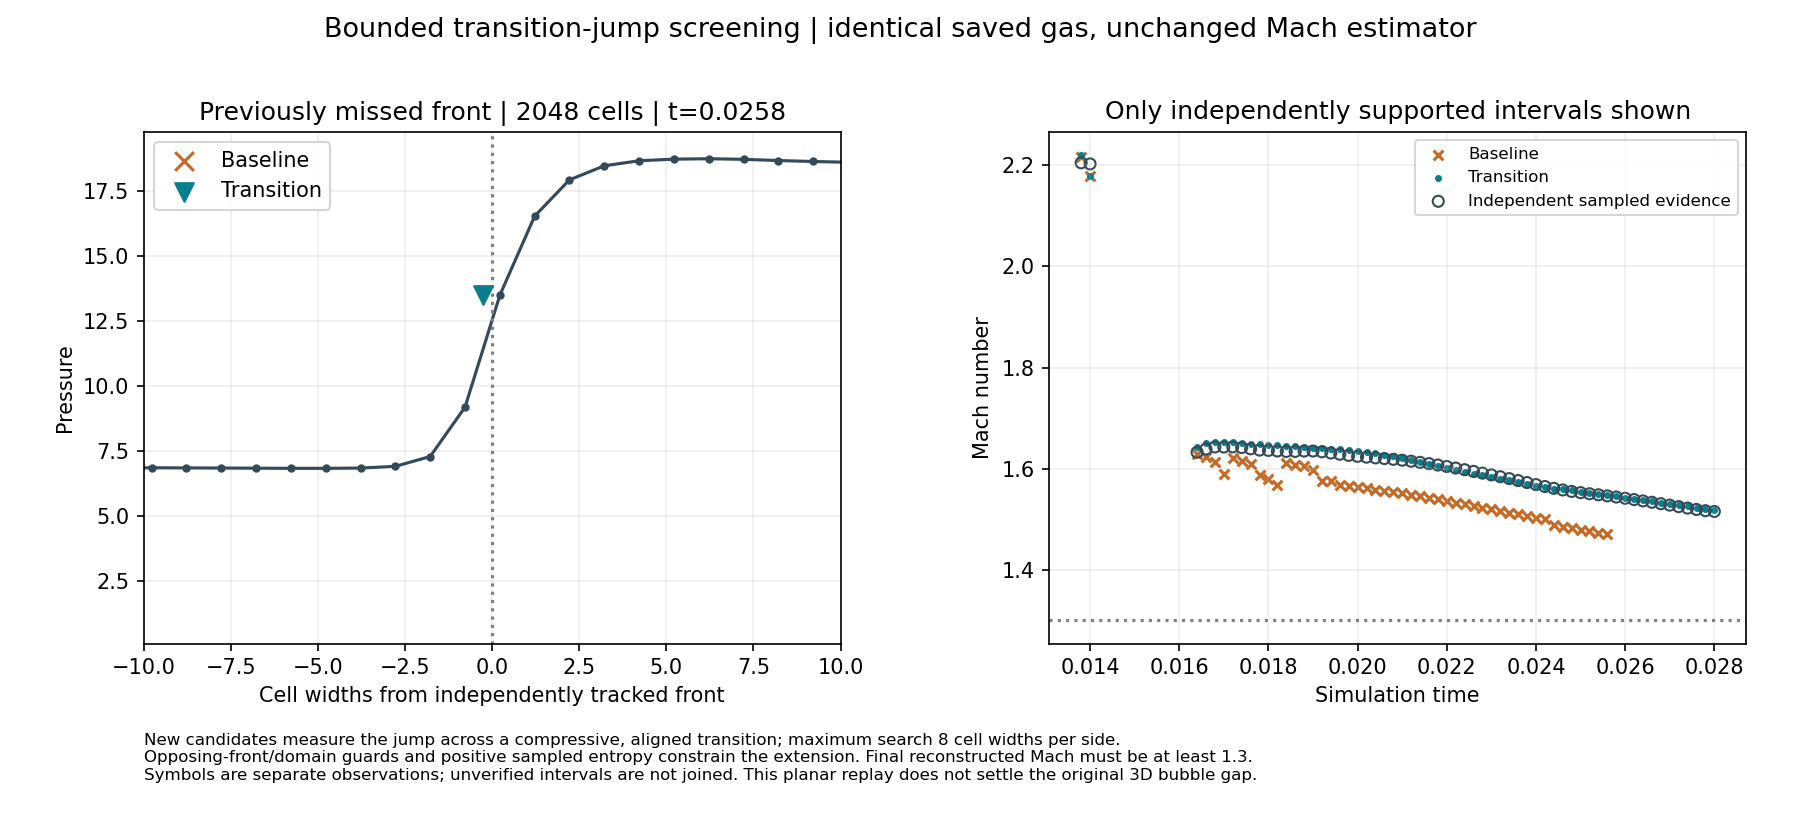 Bounded transition-jump screening | identical saved gas, unchanged Mach estimator
Previously missed front | 2048 cells | t=0.0258
Baseline
Transition
17.5
15.0
12.5
10.0
7.5
5.0
2.5
Pressure
−10.0
−7.5
−5.0
−2.5
0.0
2.5
5.0
7.5
10.0
Cell widths from independently tracked front
Only independently supported intervals shown
Baseline
Transition
Independent sampled evidence
2.2
2.0
1.8
1.6
1.4
Mach number
0.014
0.016
0.018
0.020
0.022
0.024
0.026
0.028
Simulation time
New candidates measure the jump across a compressive, aligned transition; maximum search 8 cell widths per side.
Opposing-front/domain guards and positive sampled entropy constrain the extension. Final reconstructed Mach must be at least 1.3.
Symbols are separate observations; unverified intervals are not joined. This planar replay does not settle the original 3D bubble gap.